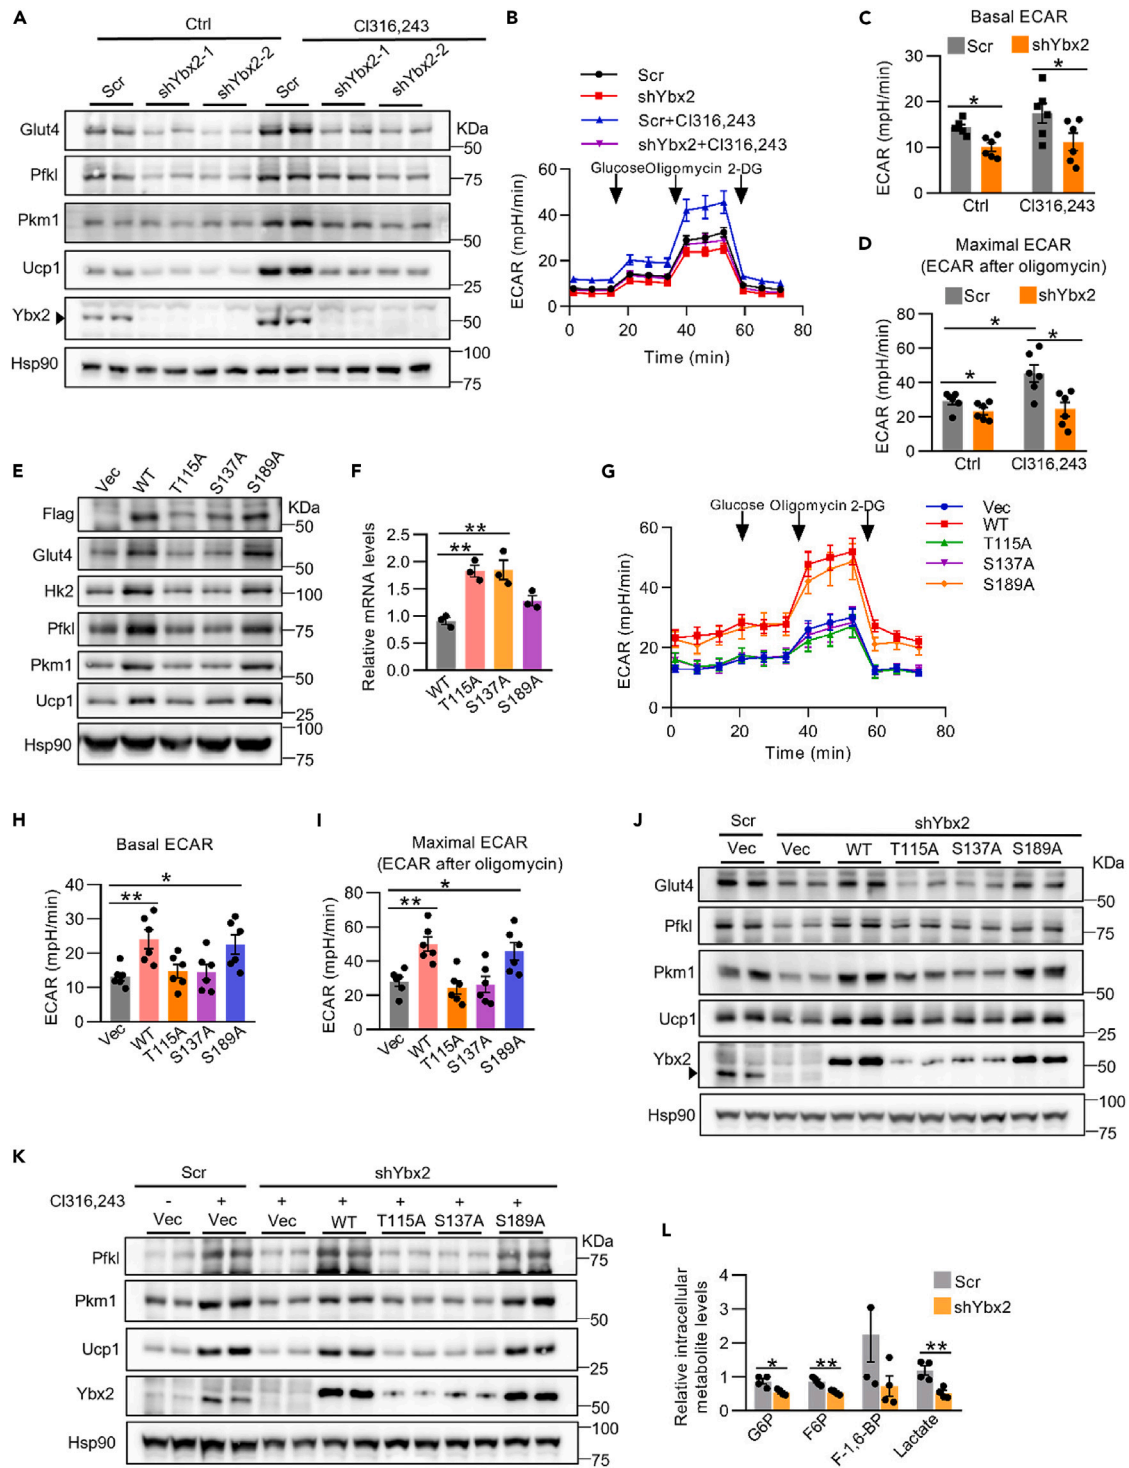 A
Ctrl
CI316,243
Scr
shYbx2-1
shYbx2-2
Scr
shYbx2-1
shYbx2-2
Glut4
KDa
50
Pfkl
75
Pkm1
50
Ucp1
25
Ybx2
50
Hsp90
100
75
B
Scr
shYbx2
Scr+CI316,243
shYbx2+CI316,243
Glucose Oligomycin 2-DG
ECAR (mpH/min)
60
40
20
0
0 20 40 60 80
Time (min)
C
Basal ECAR
Scr shYbx2
ECAR (mpH/min)
30
20
10
0
* *
Ctrl CI316,243
D
Maximal ECAR
(ECAR after oligomycin)
Scr shYbx2
ECAR (mpH/min)
80
60
40
20
0
* * *
Ctrl CI316,243
E
Vec WT T115A S137A S189A
KDa
Flag
50
Glut4
50
Hk2
100
Pfkl
75
Pkm1
50
Ucp1
25
Hsp90
100
75
F
Relative mRNA levels
2.5
2.0
1.5
1.0
0.5
0.0
**
**
WT T115A S137A S189A
G
Glucose Oligomycin 2-DG
Vec
WT
T115A
S137A
S189A
ECAR (mpH/min)
60
40
20
0
0 20 40 60 80
Time (min)
H
Basal ECAR
ECAR (mpH/min)
40
30
20
10
0
*
**
Vec WT T115A S137A S189A
I
Maximal ECAR
(ECAR after oligomycin)
ECAR (mpH/min)
80
60
40
20
0
*
**
Vec WT T115A S137A S189A
J
Scr shYbx2
Vec Vec WT T115A S137A S189A
KDa
Glut4
50
Pfkl
75
Pkm1
50
Ucp1
25
Ybx2
50
Hsp90
100
75
K
Scr shYbx2
CI316,243 - + + + + + +
Vec Vec Vec WT T115A S137A S189A
KDa
Pfkl
75
Pkm1
50
Ucp1
25
Ybx2
50
Hsp90
100
75
L
Scr
shYbx2
Relative intracellular
metabolite levels
4
3
2
1
0
* ** **
G6P F6P F-1,6-BP Lactate